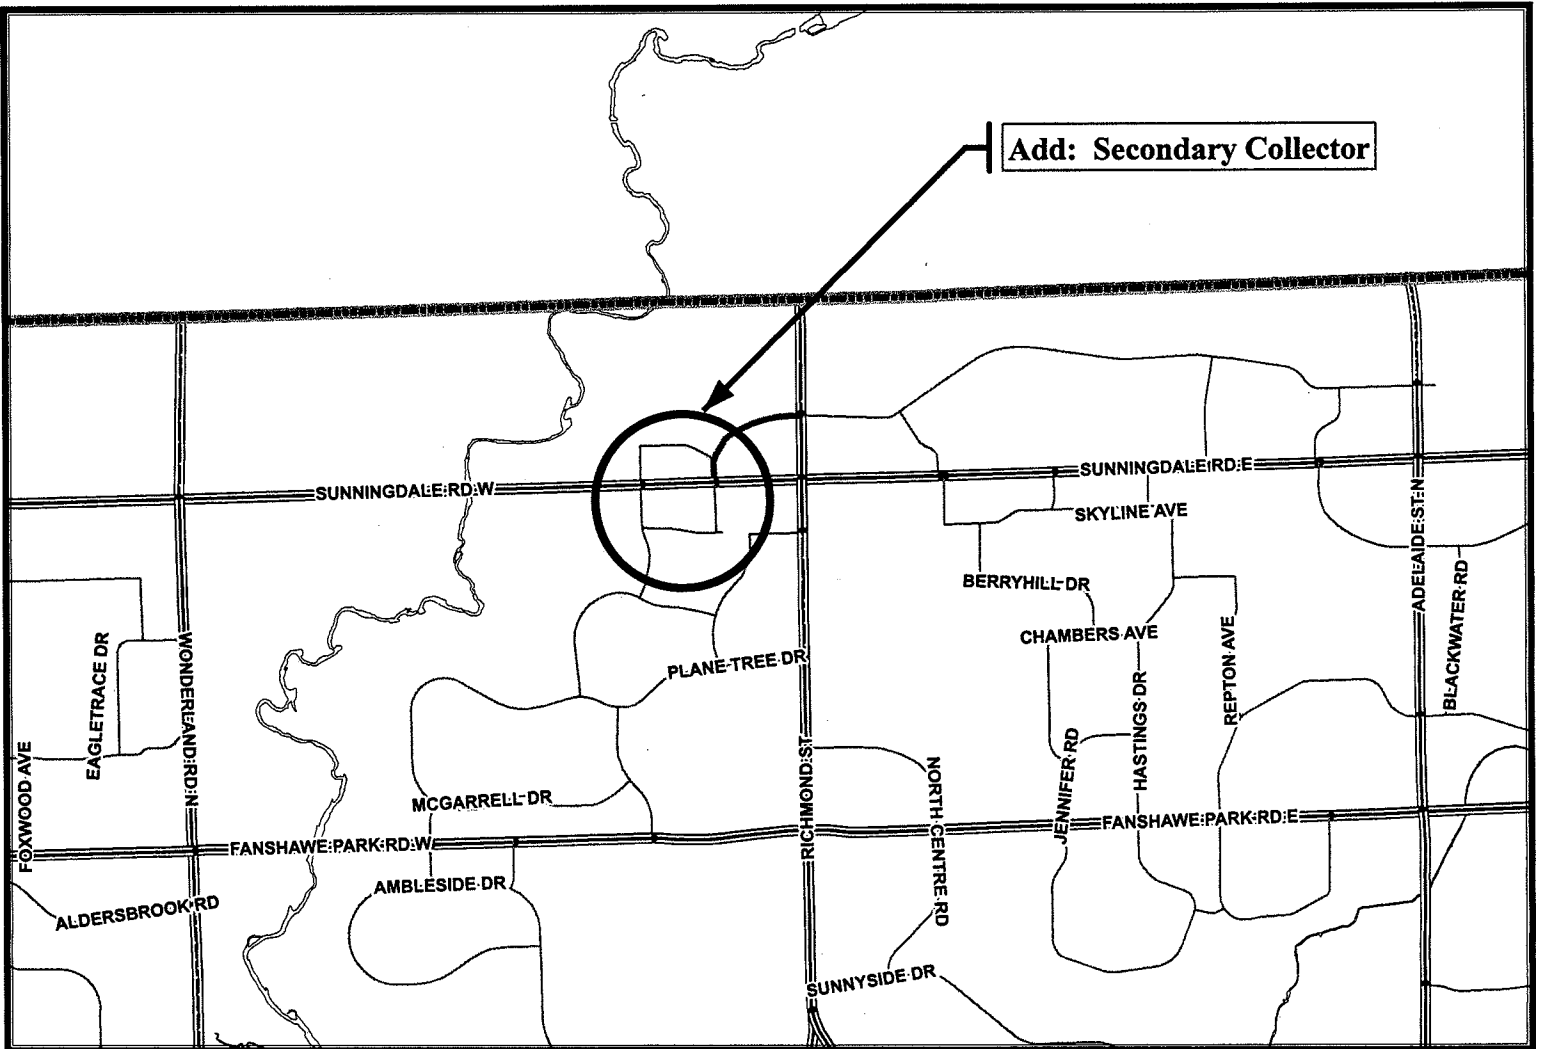 Add: Secondary Collector
SUNNINGDALE RD W
SUNNINGDALE RD E
SKYLINE AVE
BERRYHILL DR
CHAMBERS AVE
ADELAIDE ST N
BLACKWATER RD
EAGLETRACE DR
WONDERLAND RD N
PLANE TREE DR
REPTON AVE
HASTINGS DR
JENNIFER RD
FOXWOOD AVE
RICHMOND ST
NORTH CENTRE RD
MCGARRELL DR
FANSHAWE PARK RD W
FANSHAWE PARK RD E
AMBLESIDE DR
ALDERSBROOK RD
SUNNYSIDE DR